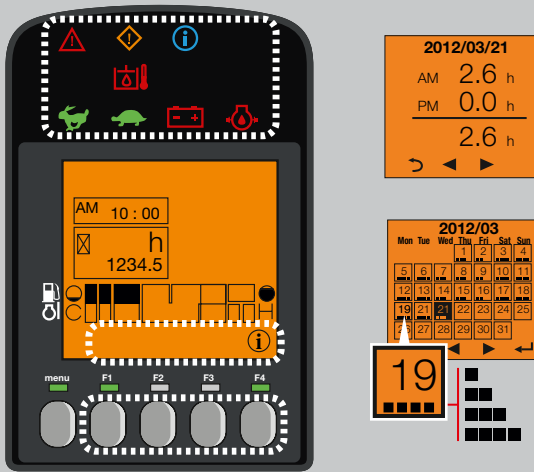 AM 10 : 00
h
1234.5
C H
i
menu F1 F2 F3 F4
2012/03/21
AM 2.6 h
PM 0.0 h
2.6 h
2012/03
Mon Tue Wed Thu Fri Sat Sun
1 2 3 4
5 6 7 8 9 10 11
12 13 14 15 16 17 18
19 21 21 22 23 24 25
27 28 29 30 31
19